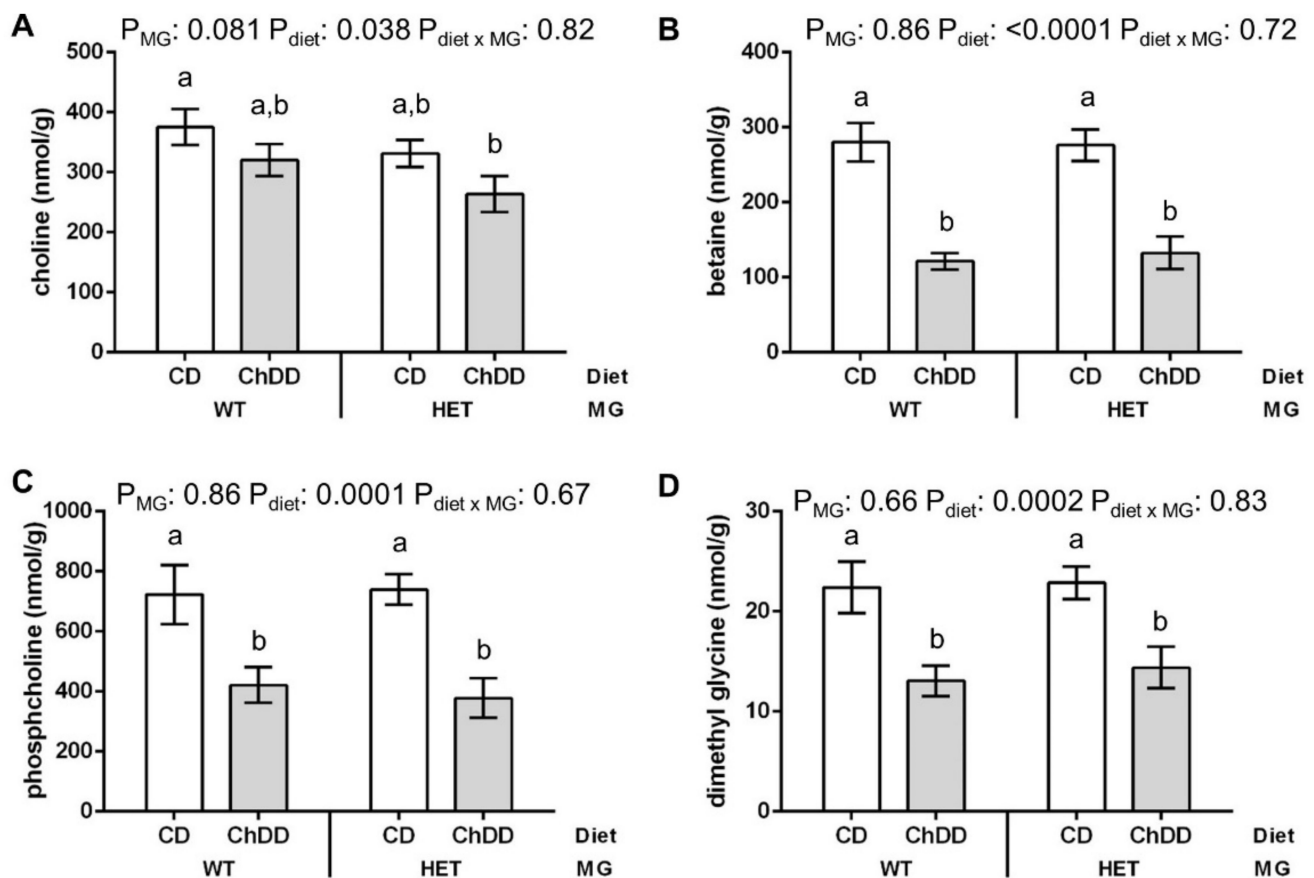 A
P_MG: 0.081 P_diet: 0.038 P_diet x MG: 0.82
choline (nmol/g)
500
400
300
200
100
0
a
a,b
a,b
b
CD ChDD CD ChDD Diet
WT HET MG
B
P_MG: 0.86 P_diet: <0.0001 P_diet x MG: 0.72
betaine (nmol/g)
400
300
200
100
0
a
b
a
b
CD ChDD CD ChDD Diet
WT HET MG
C
P_MG: 0.86 P_diet: 0.0001 P_diet x MG: 0.67
phosphcholine (nmol/g)
1000
800
600
400
200
0
a
b
a
b
CD ChDD CD ChDD Diet
WT HET MG
D
P_MG: 0.66 P_diet: 0.0002 P_diet x MG: 0.83
dimethyl glycine (nmol/g)
30
20
10
0
a
b
a
b
CD ChDD CD ChDD Diet
WT HET MG